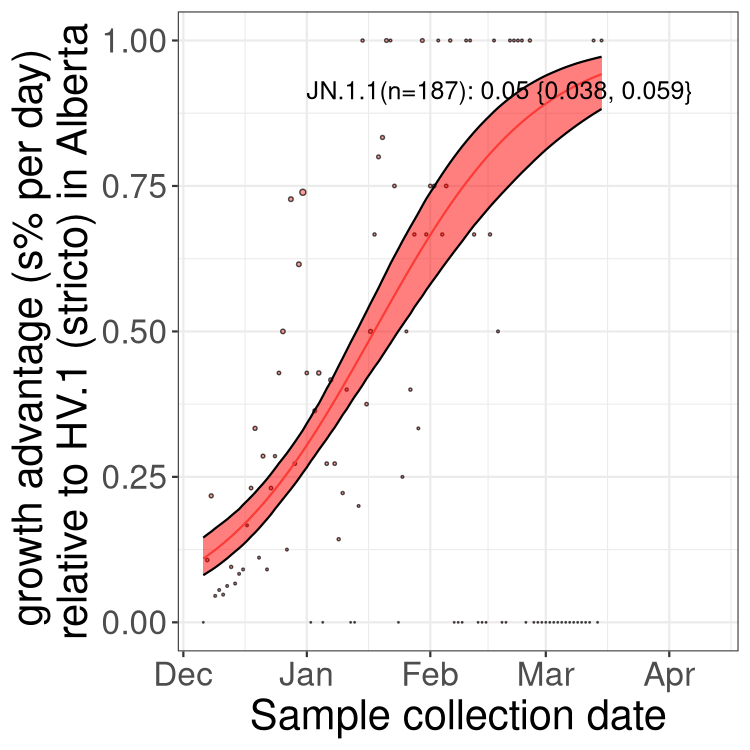 growth advantage (s% per day)
relative to HV.1 (stricto) in Alberta
1.00
0.75
0.50
0.25
0.00
JN.1.1(n=187): 0.05 {0.038, 0.059}
Dec Jan Feb Mar Apr
Sample collection date